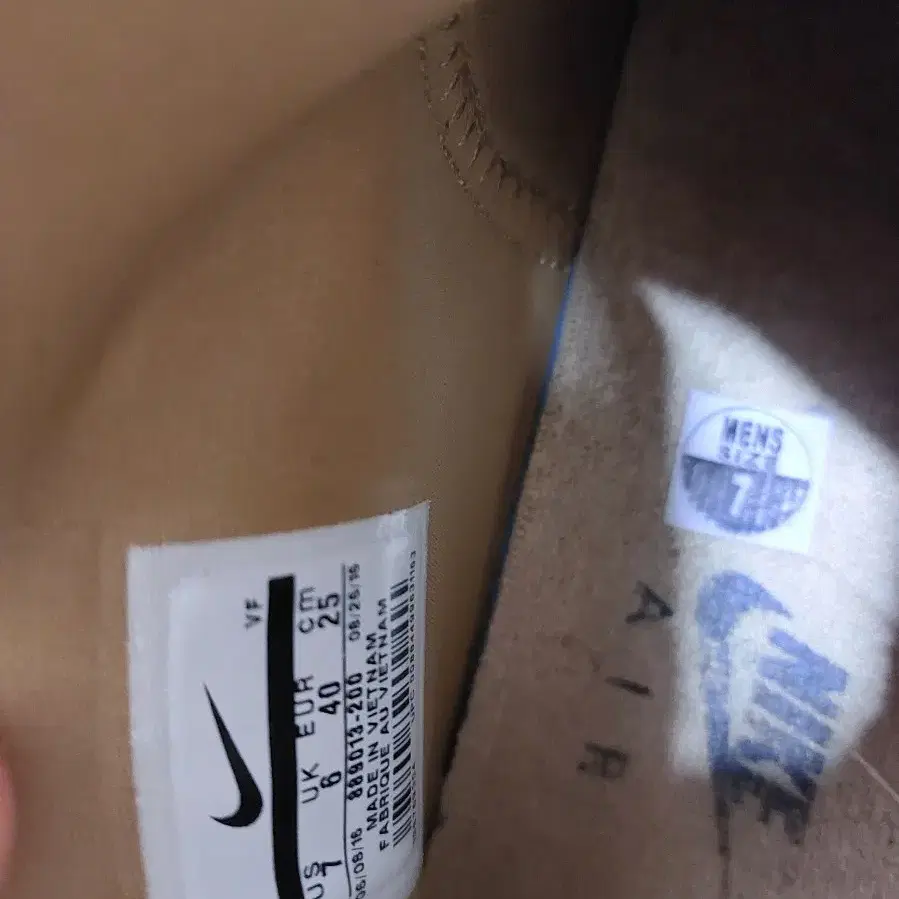 VF
US UK EUR cm
7 6 40 25
06/08/16 08/26/16
889013-200
MADE IN VIETNAM
FABRIQUE AU VIETNAM
MENS
SIZE
7
AIR
NIKE